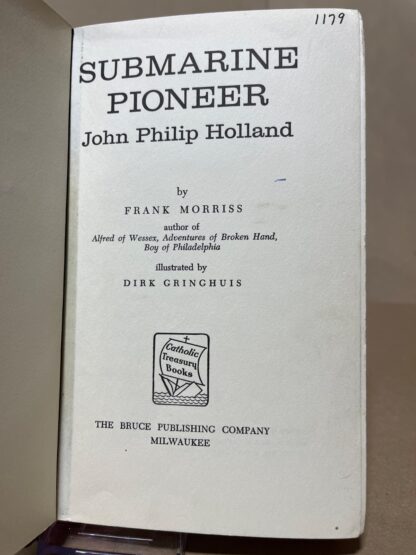 1179
SUBMARINE
PIONEER
John Philip Holland
by
FRANK MORRISS
author of
Alfred of Wessex, Adventures of Broken Hand,
Boy of Philadelphia
illustrated by
DIRK GRINGHUIS
Catholic
Treasury
Books
THE BRUCE PUBLISHING COMPANY
MILWAUKEE